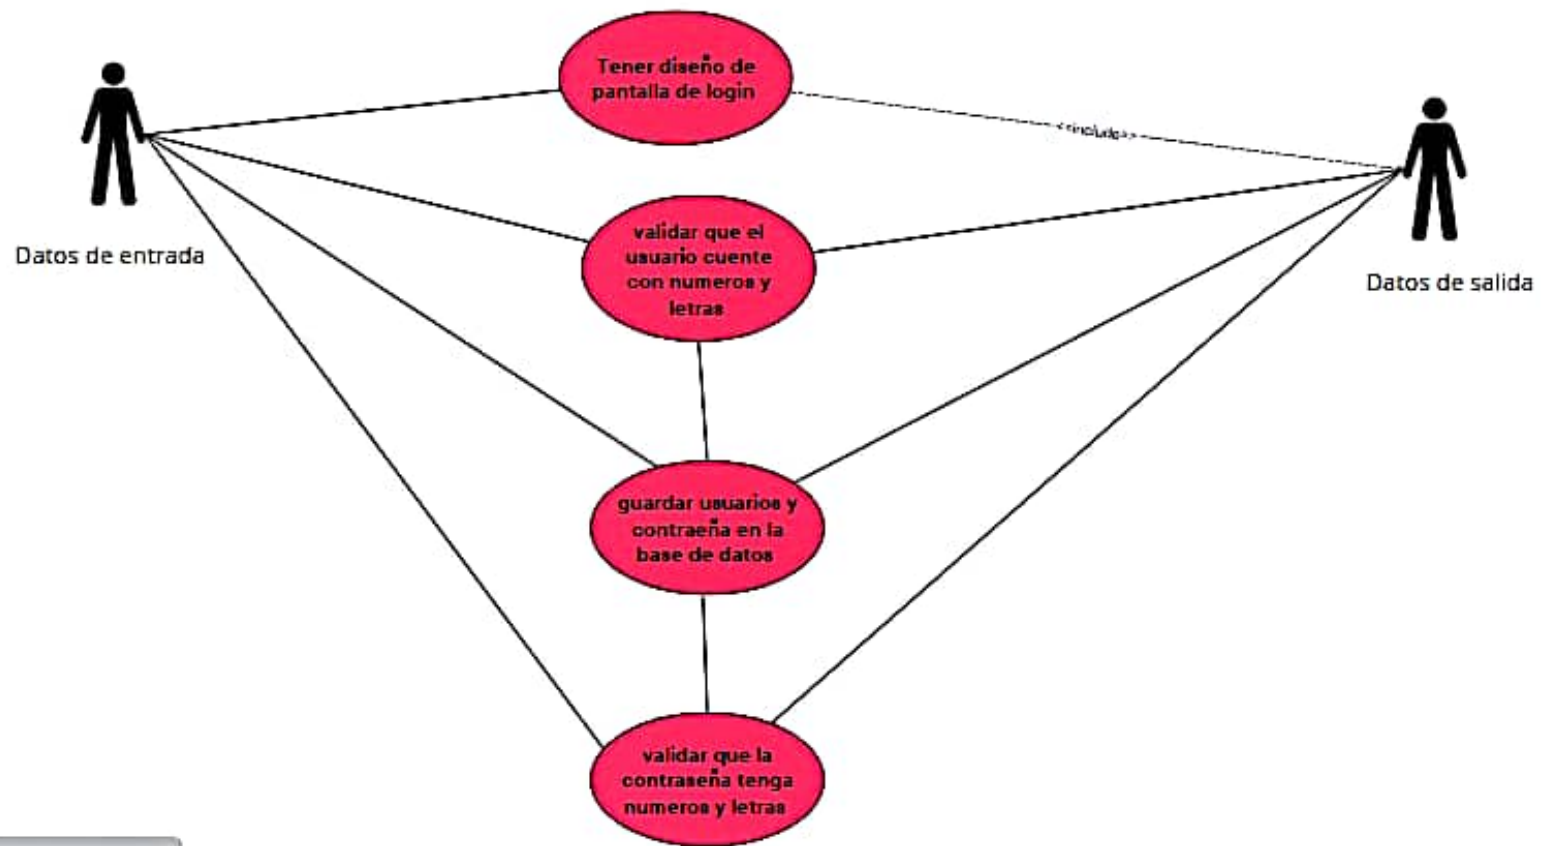 Tener diseño de
pantalla de login
<<include>>
Datos de entrada
validar que el
usuario cuente
con numeros y
letras
Datos de salida
guardar usuarios y
contraeña en la
base de datos
validar que la
contraseña tenga
numeros y letras